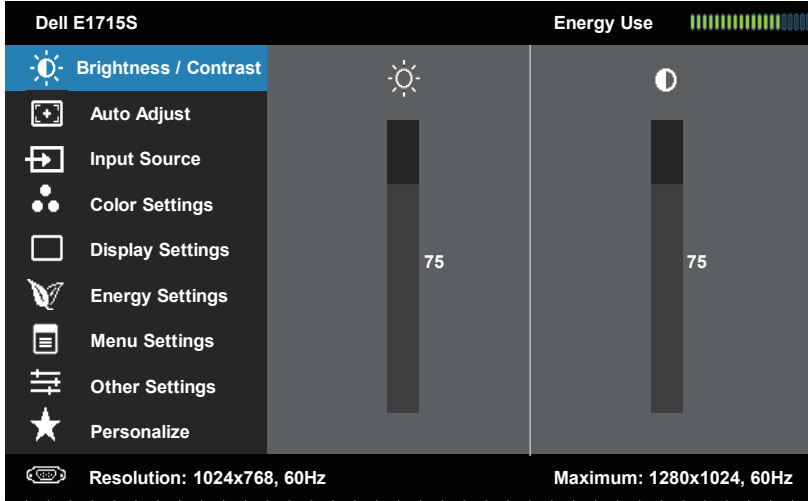 Dell E1715S Energy Use
Brightness / Contrast
Auto Adjust
Input Source
Color Settings
Display Settings
75 75
Energy Settings
Menu Settings
Other Settings
Personalize
Resolution: 1024x768, 60Hz Maximum: 1280x1024, 60Hz